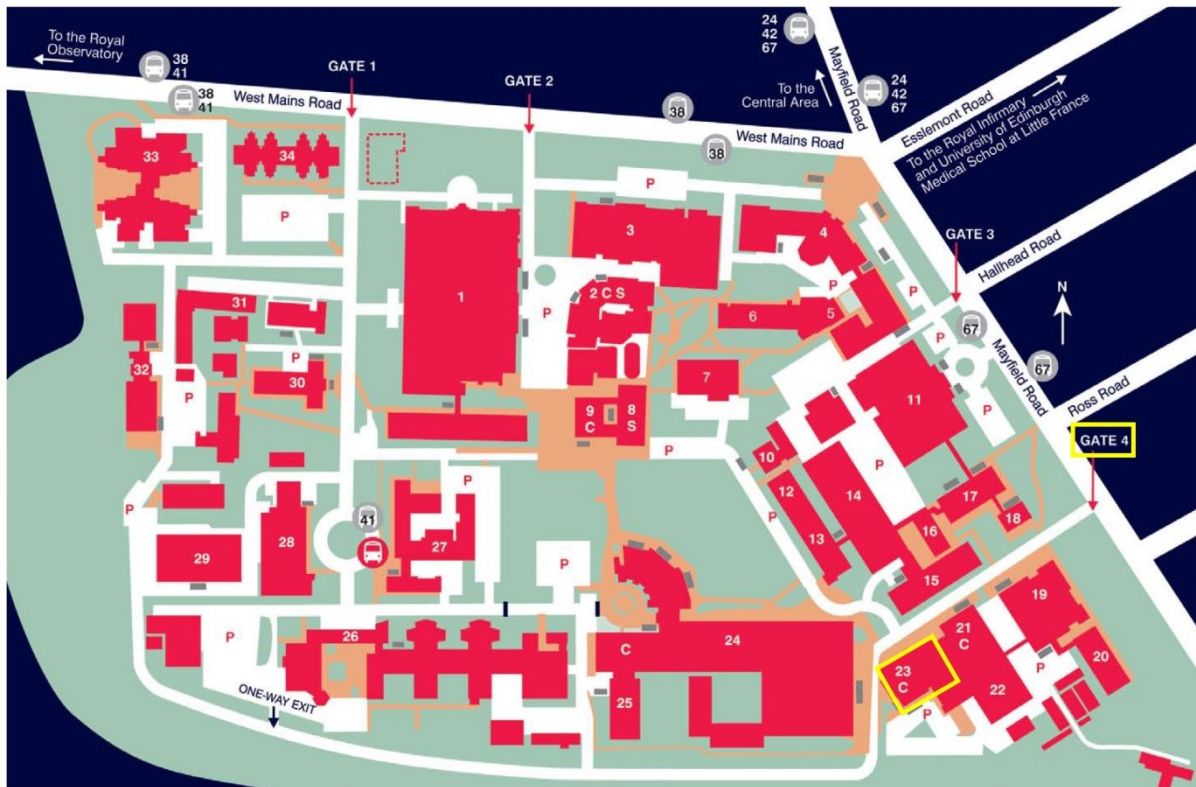 To the Royal
Observatory
38
41
38
41
GATE 1
West Mains Road
GATE 2
38
38
West Mains Road
24
42
67
To the
Central Area
Mayfield Road
24
42
67
Esslemont Road
To the Royal Infirmary
and University of Edinburgh
Medical School at Little France
GATE 3
Hallhead Road
N
67
67
Mayfield Road
Ross Road
GATE 4
33
34
P
P
3
4
P
P
1
2 C S
P
6
5
P
31
P
30
32
P
7
11
P
9
C
8
S
P
10
12
P
14
P
13
17
16
18
15
P
29
28
41
27
P
P
19
21
C
20
P
22
23
C
P
24
C
25
26
P
ONE-WAY EXIT